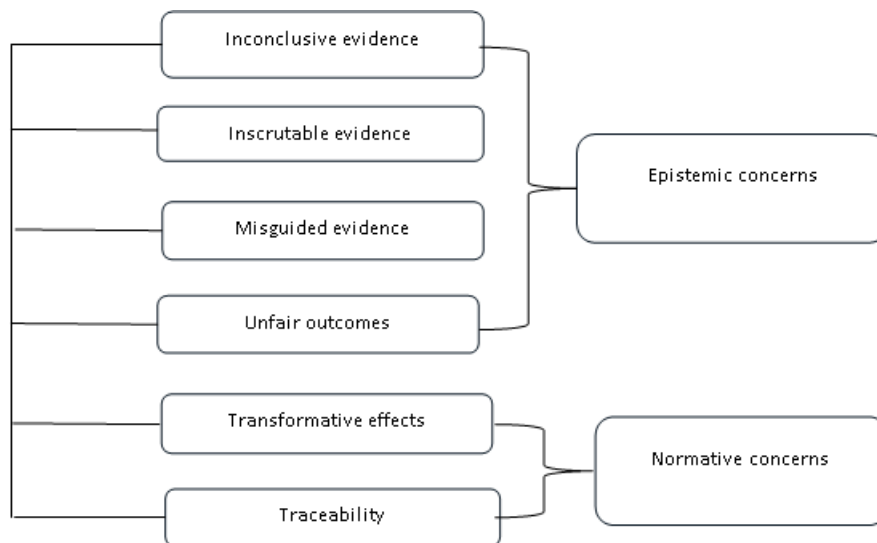 Inconclusive evidence
Inscrutable evidence
Epistemic concerns
Misguided evidence
Unfair outcomes
Transformative effects
Normative concerns
Traceability